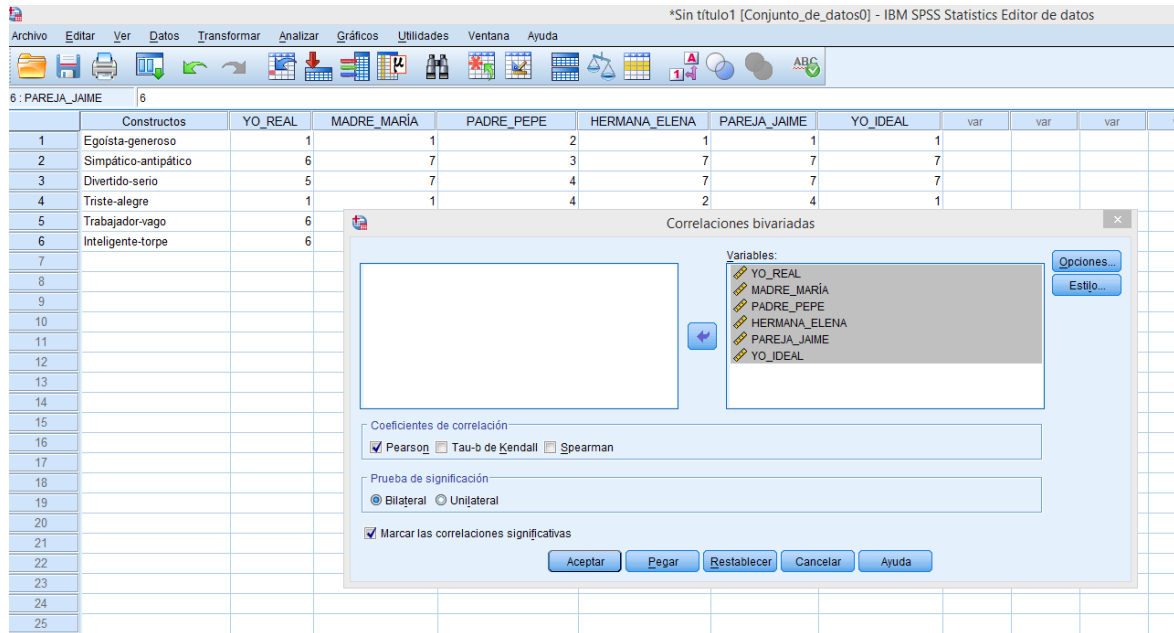 *Sin título1 [Conjunto_de_datos0] - IBM SPSS Statistics Editor de datos
Archivo Editar Ver Datos Transformar Analizar Gráficos Utilidades Ventana Ayuda
6 : PAREJA_JAIME 6
Constructos YO_REAL MADRE_MARÍA PADRE_PEPE HERMANA_ELENA PAREJA_JAIME YO_IDEAL var var var
1 Egoísta-generoso 1 1 2 1 1 1
2 Simpático-antipático 6 7 3 7 7 7
3 Divertido-serio 5 7 4 7 7 7
4 Triste-alegre 1 1 4 2 4 1
5 Trabajador-vago 6
6 Inteligente-torpe 6
7
8
9
10
11
12
13
14
15
16
17
18
19
20
21
22
23
24
25
Correlaciones bivariadas
Variables:
YO_REAL
MADRE_MARÍA
PADRE_PEPE
HERMANA_ELENA
PAREJA_JAIME
YO_IDEAL
Opciones...
Estilo...
Coeficientes de correlación
Pearson Tau-b de Kendall Spearman
Prueba de significación
Bilateral Unilateral
Marcar las correlaciones significativas
Aceptar Pegar Restablecer Cancelar Ayuda